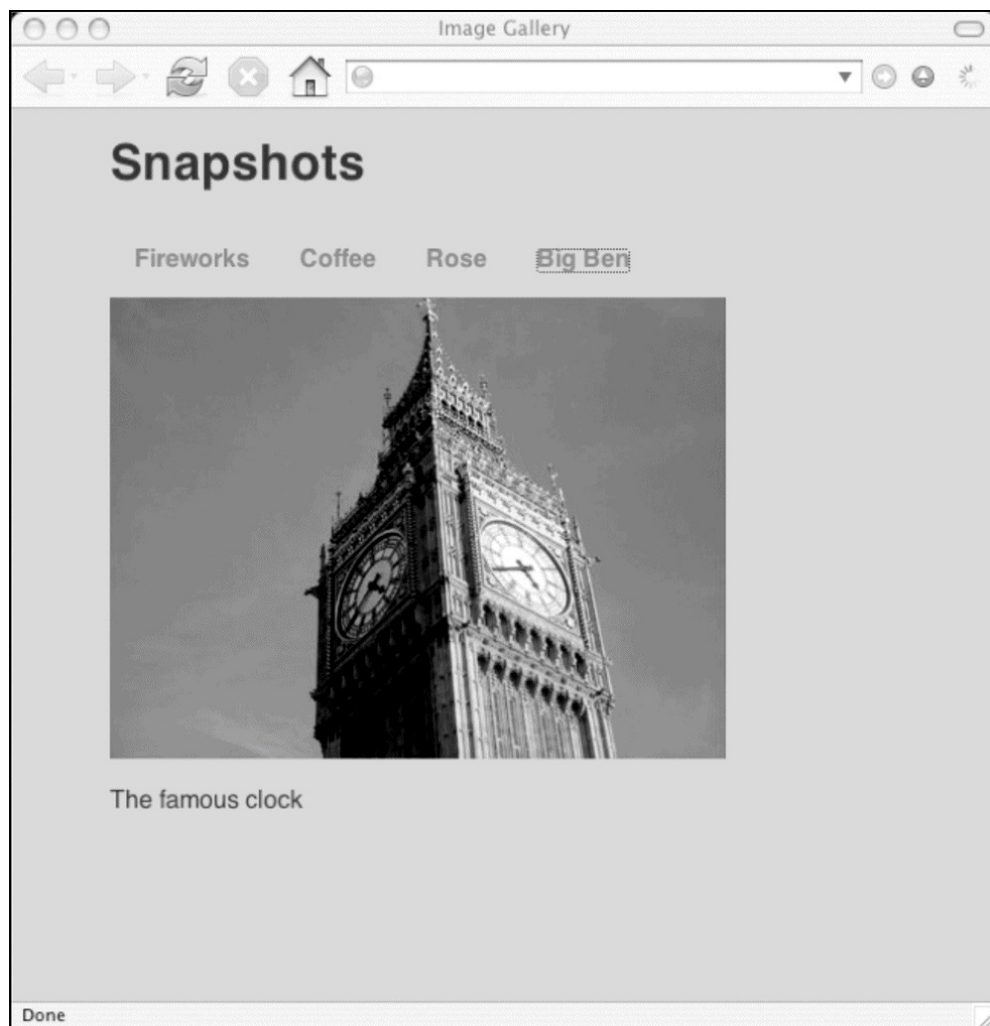 Image Gallery
Snapshots
Fireworks Coffee Rose Big Ben
The famous clock
Done